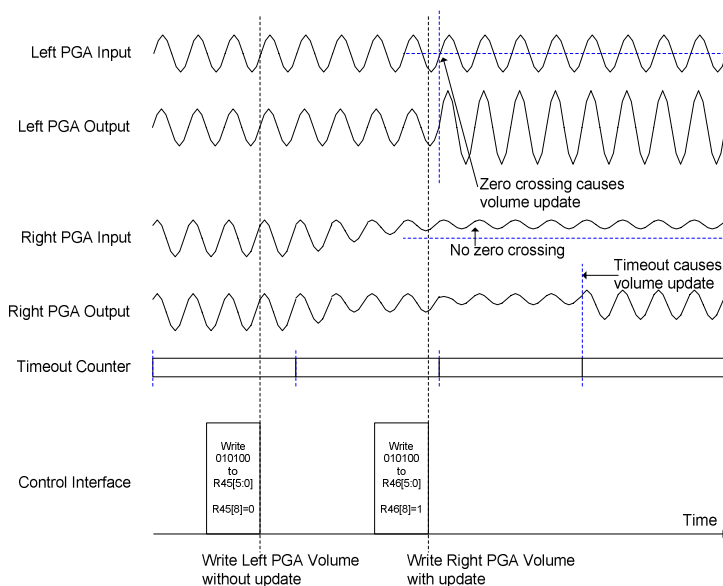 Left PGA Input
Left PGA Output
Zero crossing causes
volume update
Right PGA Input
No zero crossing
Timeout causes
volume update
Right PGA Output
Timeout Counter
Write
010100
to
R45[5:0]
R45[8]=0
Write
010100
to
R46[5:0]
R46[8]=1
Control Interface
Time
Write Left PGA Volume
without update
Write Right PGA Volume
with update